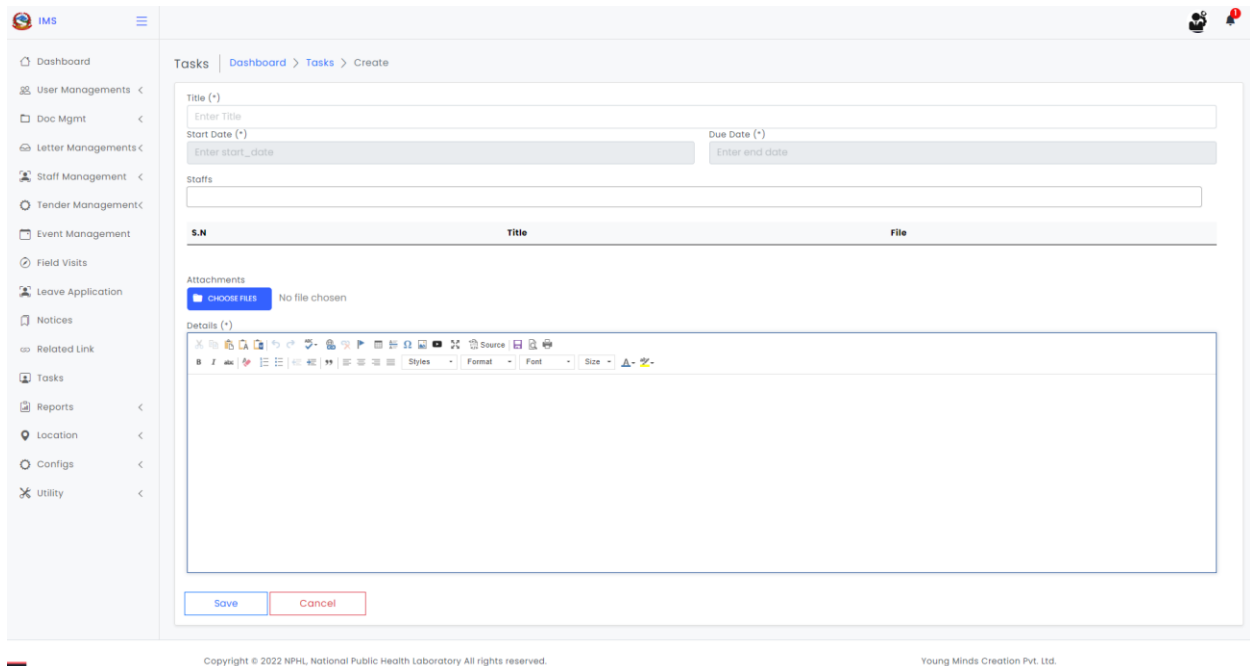 IMS
1
Dashboard
User Managements
Doc Mgmt
Letter Managements
Staff Management
Tender Management
Event Management
Field Visits
Leave Application
Notices
Related Link
Tasks
Reports
Location
Configs
Utility
Tasks Dashboard > Tasks > Create
Title (*)
Enter Title
Start Date (*) Due Date (*)
Enter start_date Enter end date
Staffs
S.N Title File
Attachments
CHOOSE FILES No file chosen
Details (*)
Source
B I abc Styles Format Font Size A
Save Cancel
Copyright © 2022 NPHL, National Public Health Laboratory All rights reserved. Young Minds Creation Pvt. Ltd.